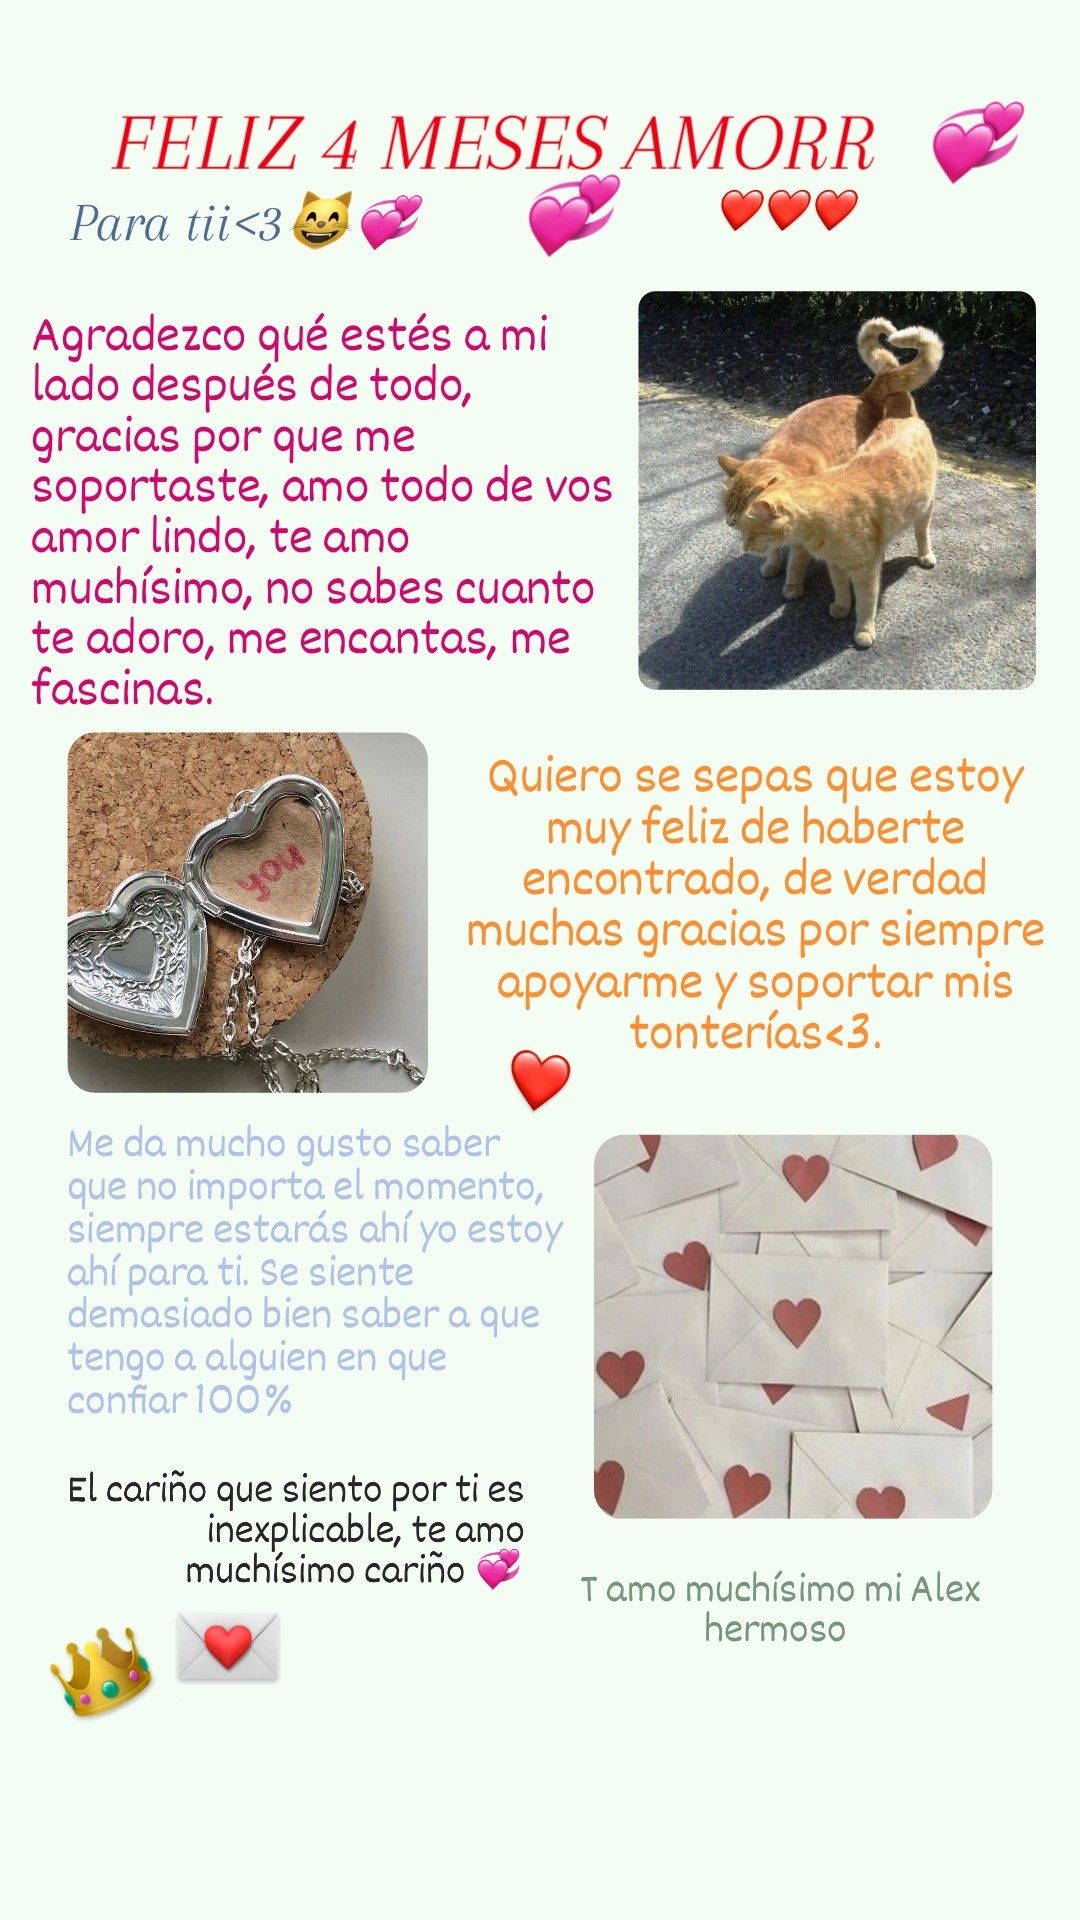 FELIZ 4 MESES AMORR
Para tii<3
Agradezco qué estés a mi
lado después de todo,
gracias por que me
soportaste, amo todo de vos
amor lindo, te amo
muchísimo, no sabes cuanto
te adoro, me encantas, me
fascinas.
you
Quiero se sepas que estoy
muy feliz de haberte
encontrado, de verdad
muchas gracias por siempre
apoyarme y soportar mis
tonterías<3.
Me da mucho gusto saber
que no importa el momento,
siempre estarás ahí yo estoy
ahí para ti. Se siente
demasiado bien saber a que
tengo a alguien en que
confiar 100%
El cariño que siento por ti es
inexplicable, te amo
muchísimo cariño
T amo muchísimo mi Alex
hermoso